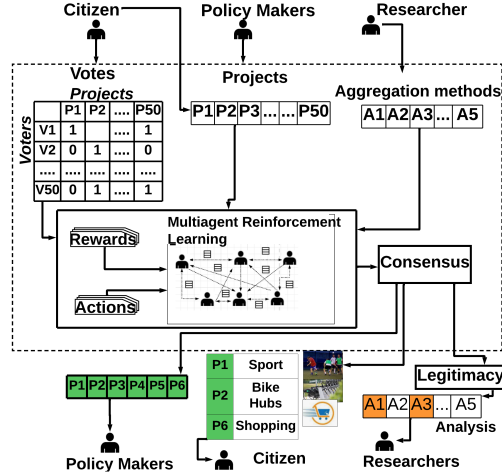 Citizen
Policy Makers
Researcher
Votes
Projects
Projects
Aggregation methods
Voters
P1 P2 .... P50
V1 1 .... 1
V2 0 1 .... 0
.... .... .... .... ....
V50 0 1 .... 1
P1 P2 P3 ... ... P50
A1 A2 A3 ... A5
Multiagent Reinforcement
Learning
Rewards
Actions
Consensus
P1 P2 P3 P4 P5 P6
P1 Sport
P2 Bike
Hubs
P6 Shopping
Legitimacy
A1 A2 A3 ... A5
Analysis
Policy Makers
Citizen
Researchers